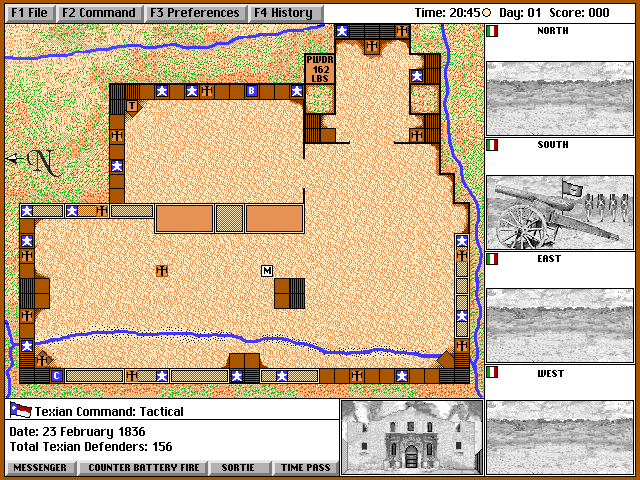 F1 File F2 Command F3 Preferences F4 History Time: 20:45 Day: 01 Score: 000
NORTH
PWDR
162
LBS
B
T
SOUTH
N
EAST
M
WEST
C
Texian Command: Tactical
Date: 23 February 1836
Total Texian Defenders: 156
MESSENGER COUNTER BATTERY FIRE SORTIE TIME PASS